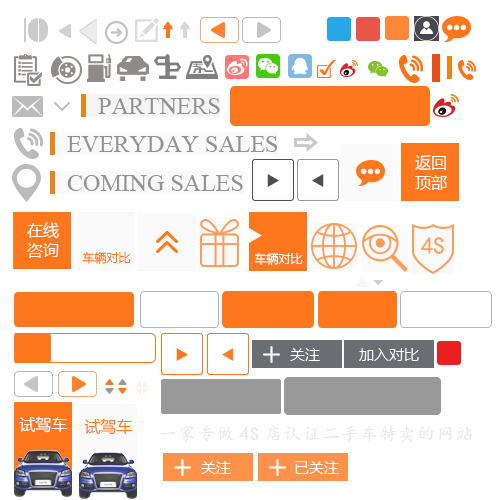 PARTNERS
EVERYDAY SALES
COMING SALES
返回
顶部
在线
咨询
车辆对比
车辆对比
4S
关注
加入对比
试驾车
试驾车
一家专做4S店认证二手车特卖的网站
关注
已关注